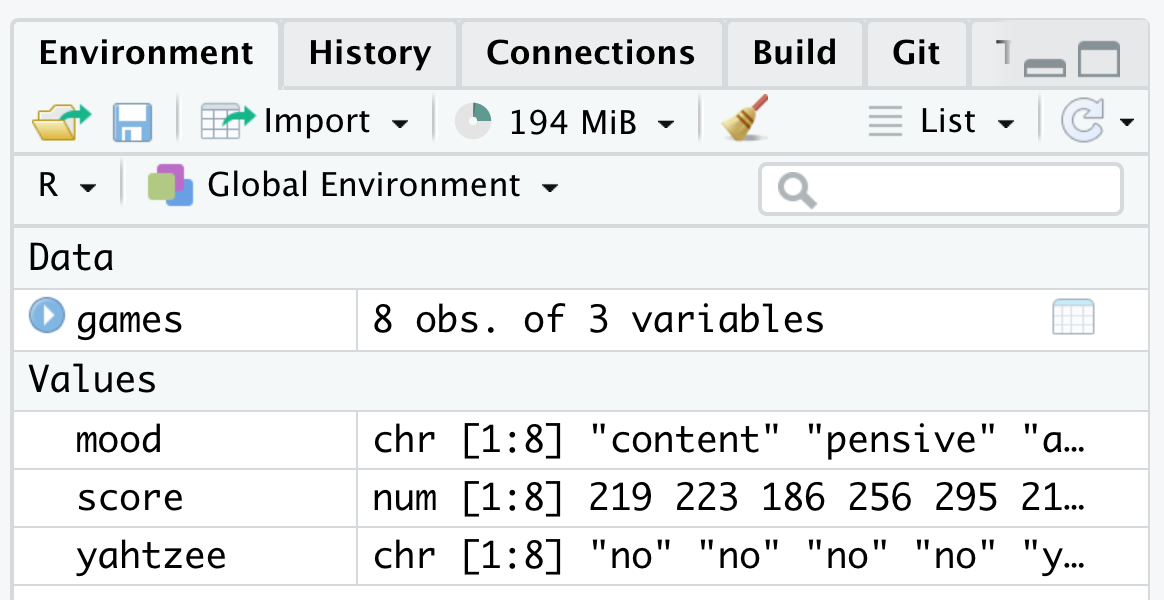 Environment History Connections Build Git
Import 194 MiB List
R Global Environment
Data
games 8 obs. of 3 variables
Values
mood chr [1:8] "content" "pensive" "a…
score num [1:8] 219 223 186 256 295 21…
yahtzee chr [1:8] "no" "no" "no" "no" "y…